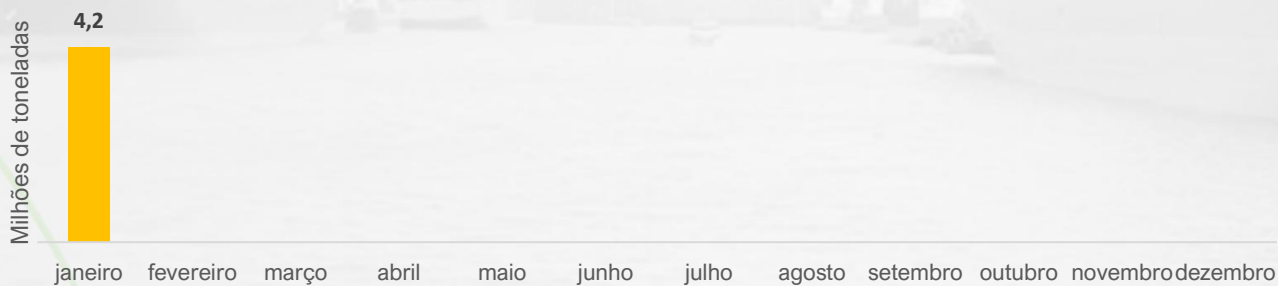 4,2
Milhões de toneladas
janeiro fevereiro março abril maio junho julho agosto setembro outubro novembro dezembro